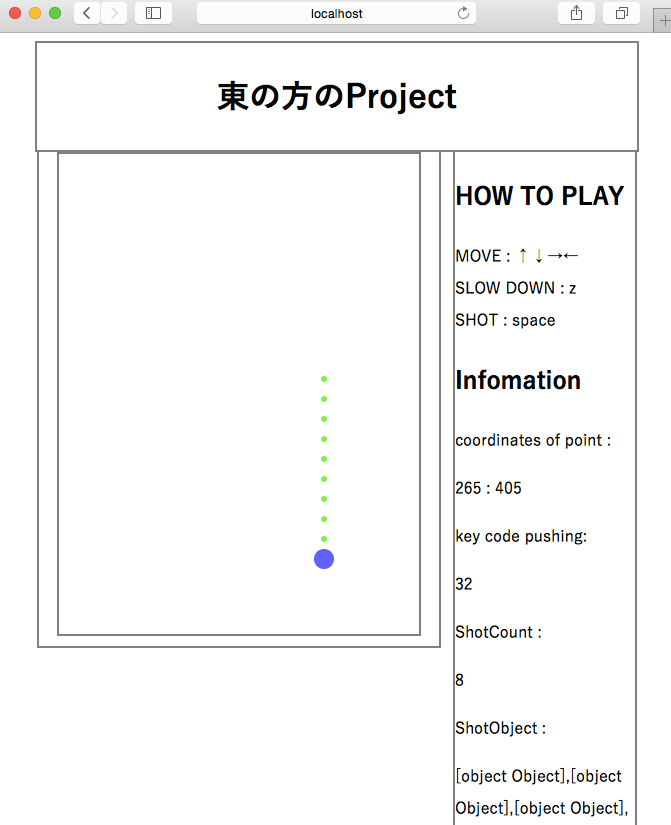 localhost
東の方のProject
HOW TO PLAY
MOVE : ↑ ↓ →←
SLOW DOWN : z
SHOT : space
Infomation
coordinates of point :
265 : 405
key code pushing:
32
ShotCount :
8
ShotObject :
[object Object],[object
Object],[object Object],